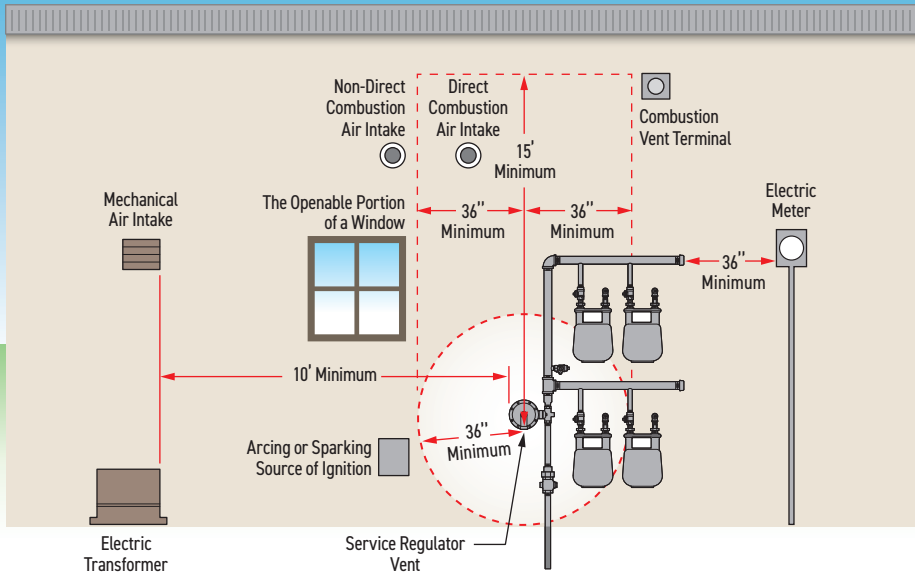 Non-Direct
Combustion
Air Intake
Direct
Combustion
Air Intake
Combustion
Vent Terminal
15'
Minimum
Mechanical
Air Intake
The Openable Portion
of a Window
36"
Minimum
36"
Minimum
Electric
Meter
36"
Minimum
10' Minimum
36"
Minimum
Arcing or Sparking
Source of Ignition
Electric
Transformer
Service Regulator
Vent